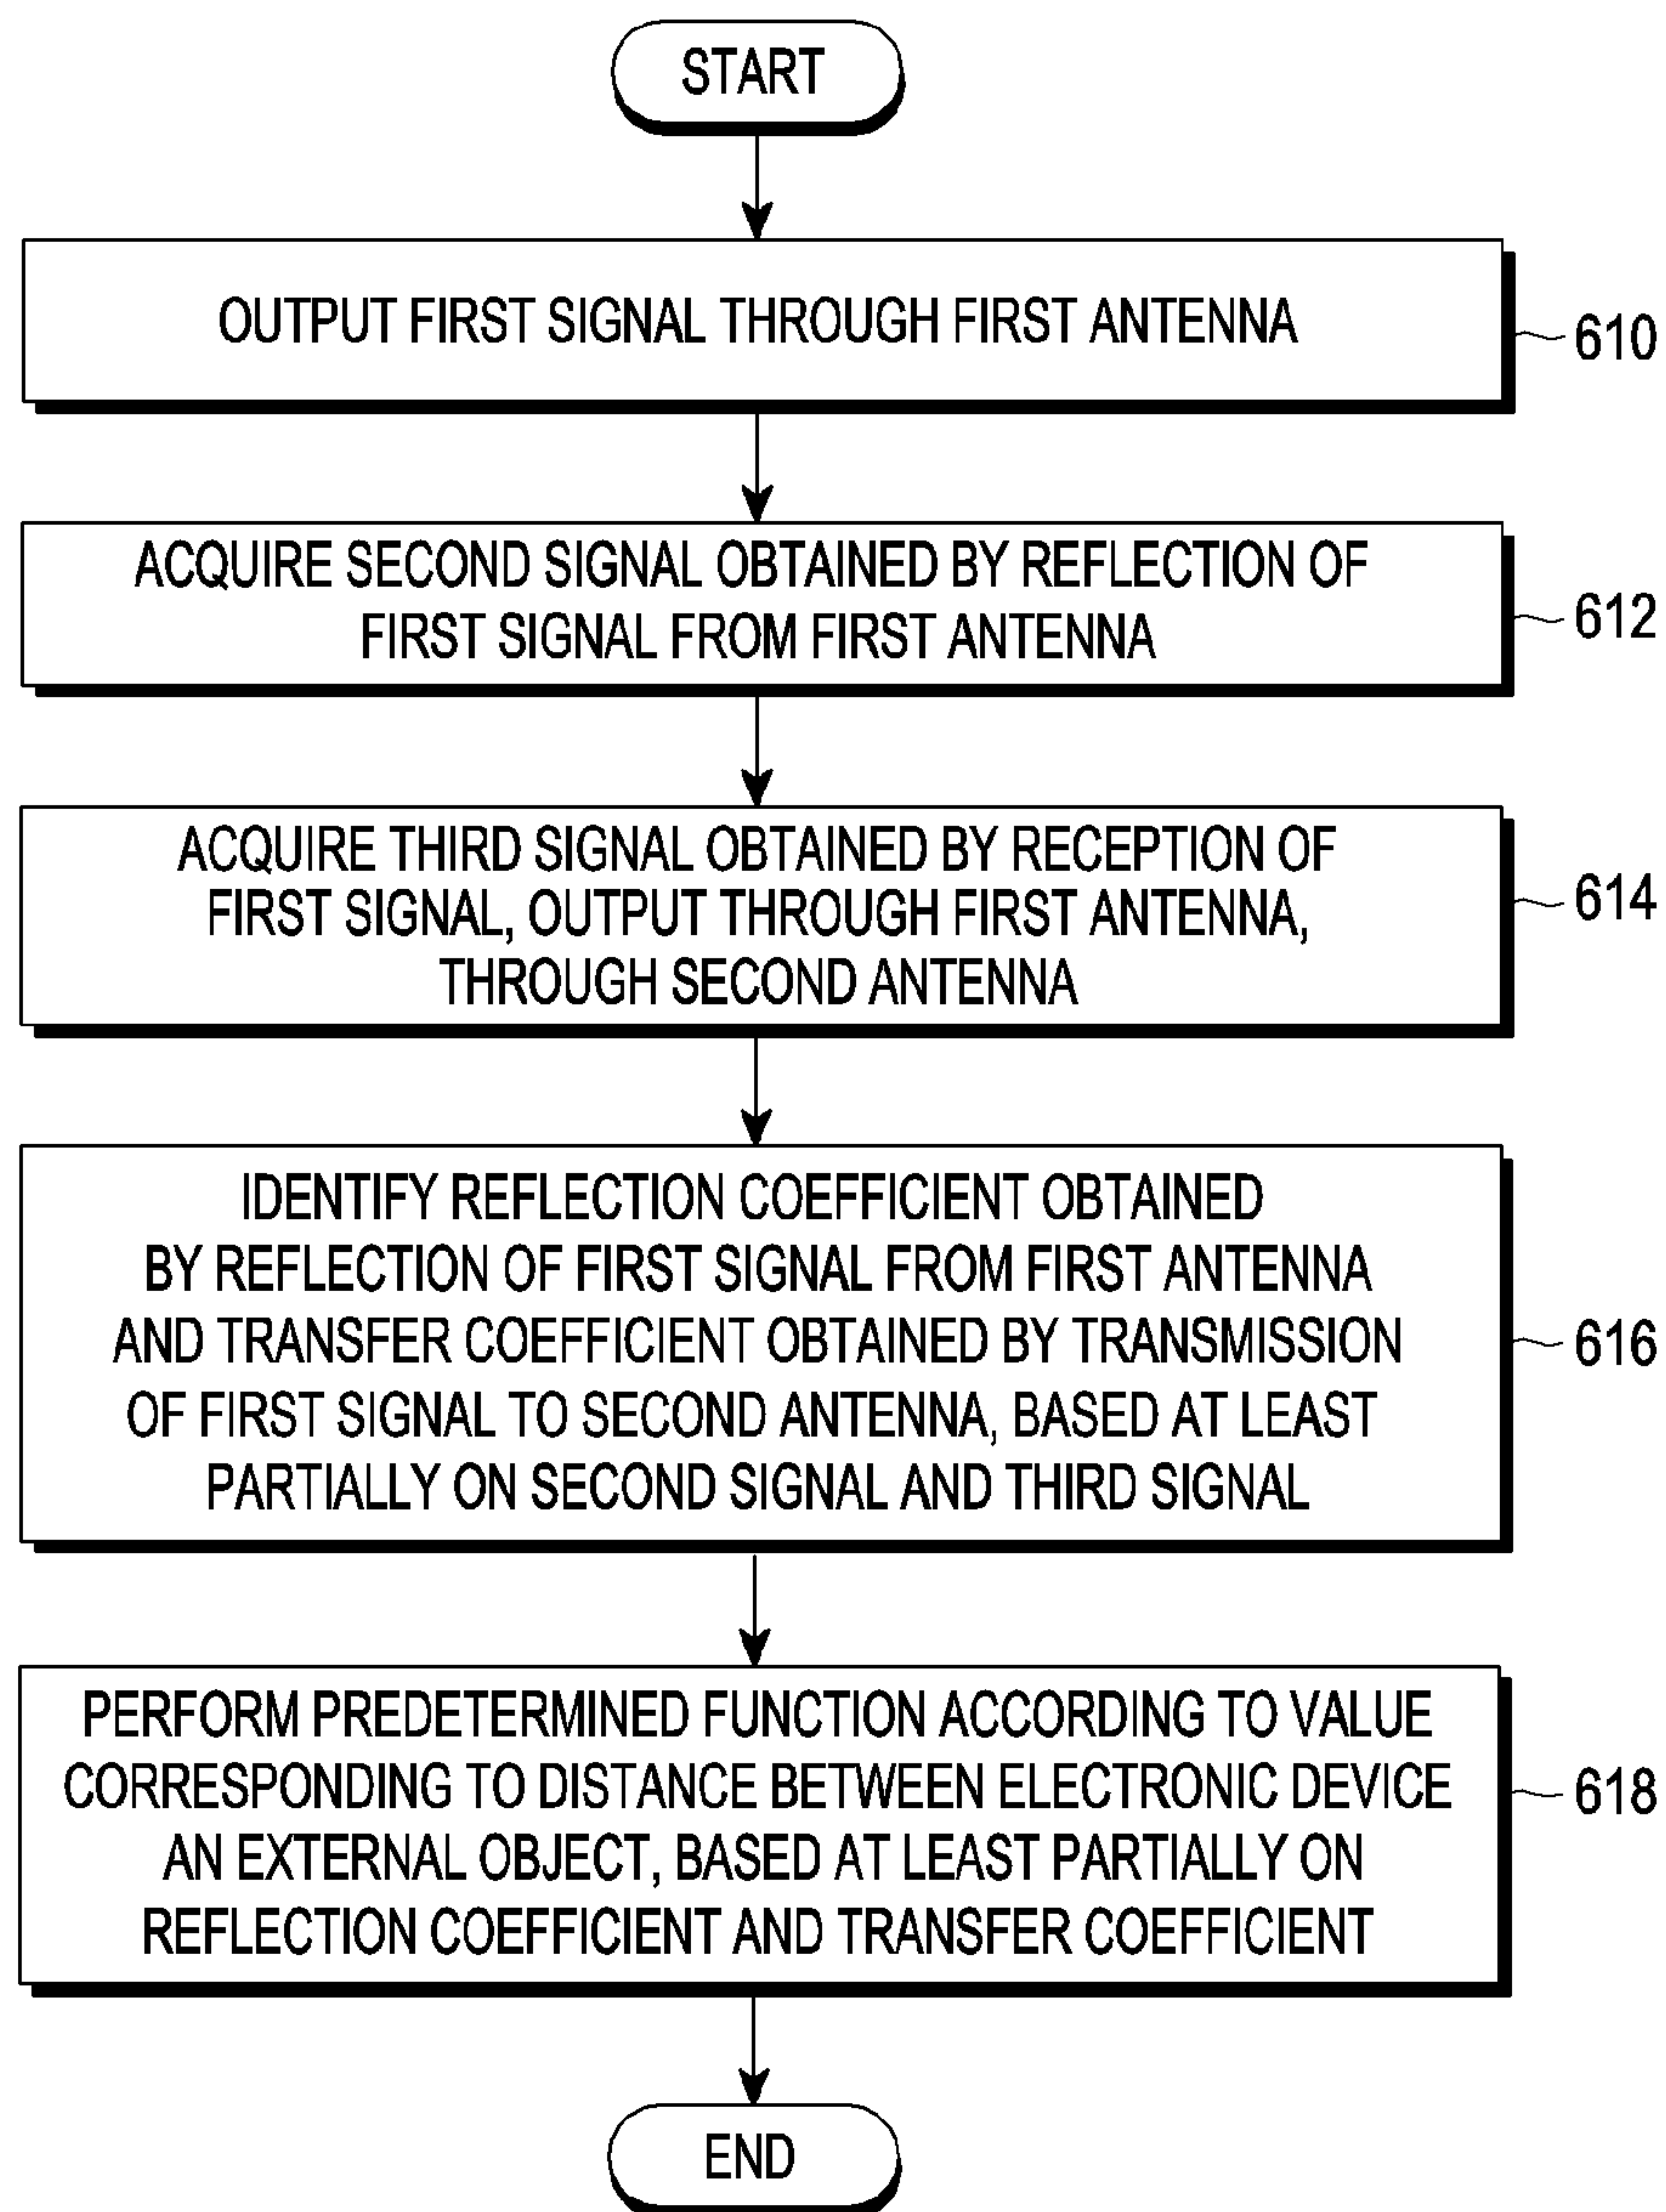 START
OUTPUT FIRST SIGNAL THROUGH FIRST ANTENNA
610
ACQUIRE SECOND SIGNAL OBTAINED BY REFLECTION OF
FIRST SIGNAL FROM FIRST ANTENNA
612
ACQUIRE THIRD SIGNAL OBTAINED BY RECEPTION OF
FIRST SIGNAL, OUTPUT THROUGH FIRST ANTENNA,
THROUGH SECOND ANTENNA
614
IDENTIFY REFLECTION COEFFICIENT OBTAINED
BY REFLECTION OF FIRST SIGNAL FROM FIRST ANTENNA
AND TRANSFER COEFFICIENT OBTAINED BY TRANSMISSION
OF FIRST SIGNAL TO SECOND ANTENNA, BASED AT LEAST
PARTIALLY ON SECOND SIGNAL AND THIRD SIGNAL
616
PERFORM PREDETERMINED FUNCTION ACCORDING TO VALUE
CORRESPONDING TO DISTANCE BETWEEN ELECTRONIC DEVICE
AN EXTERNAL OBJECT, BASED AT LEAST PARTIALLY ON
REFLECTION COEFFICIENT AND TRANSFER COEFFICIENT
618
END